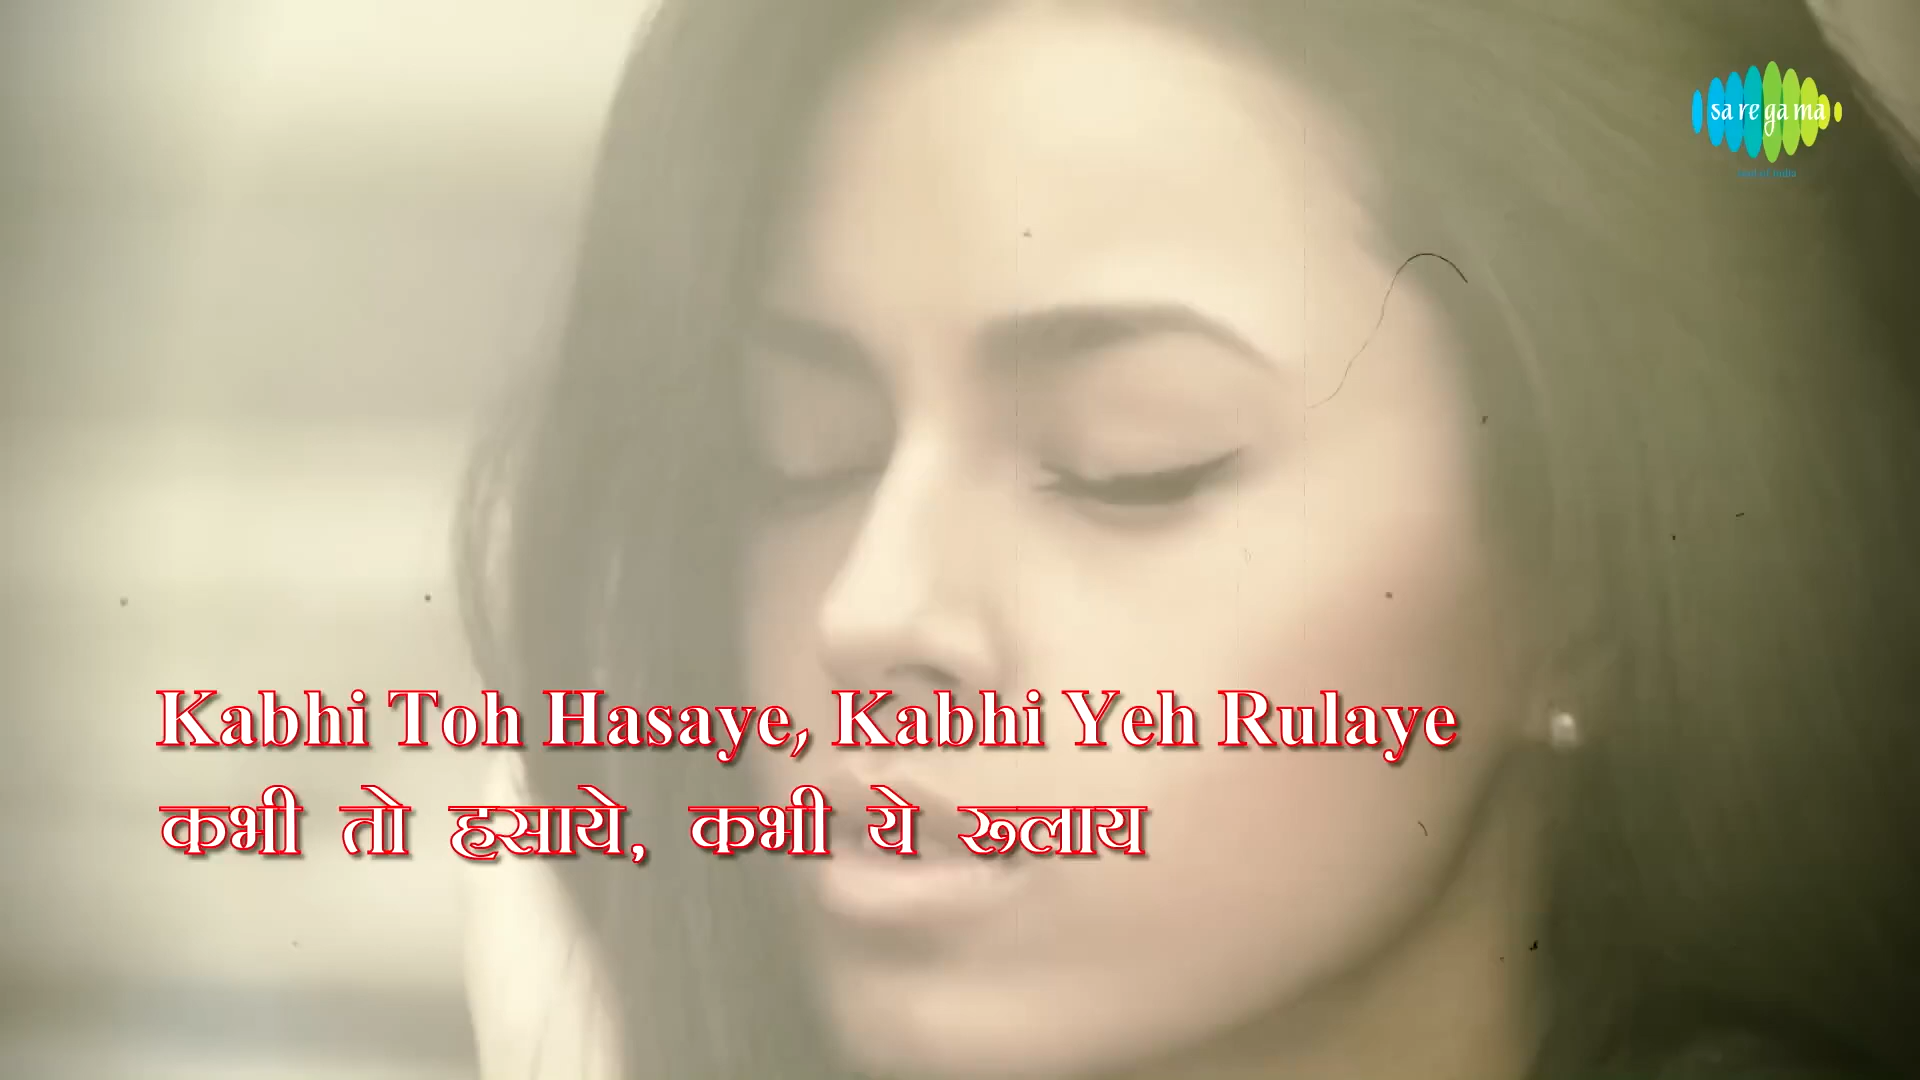 sa re ga ma
Kabhi Toh Hasaye, Kabhi Yeh Rulaye
कभी तो हसाये, कभी ये रूलाय